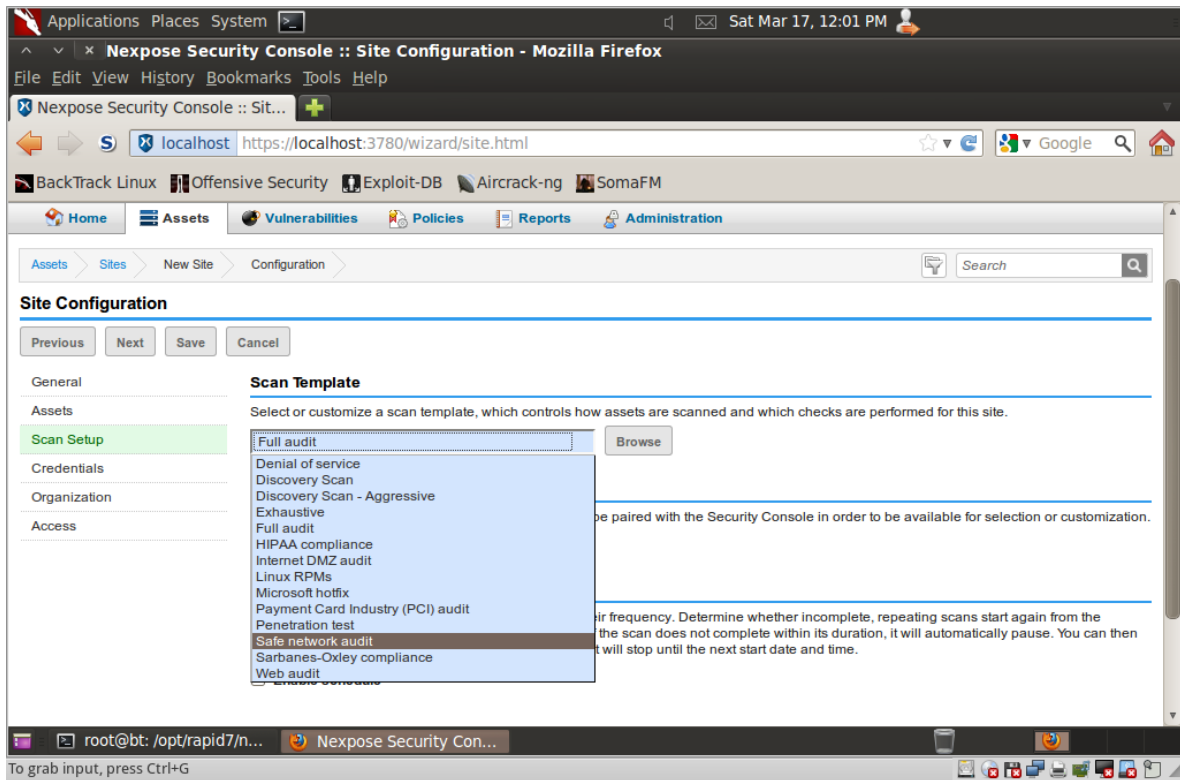 Applications Places System Sat Mar 17, 12:01 PM
Nexpose Security Console :: Site Configuration - Mozilla Firefox
File Edit View History Bookmarks Tools Help
Nexpose Security Console :: Sit...
S localhost https://localhost:3780/wizard/site.html Google
BackTrack Linux Offensive Security Exploit-DB Aircrack-ng SomaFM
Home Assets Vulnerabilities Policies Reports Administration
Assets Sites New Site Configuration Search
Site Configuration
Previous Next Save Cancel
General
Assets
Scan Setup
Credentials
Organization
Access
Scan Template
Select or customize a scan template, which controls how assets are scanned and which checks are performed for this site.
Full audit Browse
Denial of service
Discovery Scan
Discovery Scan - Aggressive
Exhaustive
Full audit
HIPAA compliance
Internet DMZ audit
Linux RPMs
Microsoft hotfix
Payment Card Industry (PCI) audit
Penetration test
Safe network audit
Sarbanes-Oxley compliance
Web audit
be paired with the Security Console in order to be available for selection or customization.
eir frequency. Determine whether incomplete, repeating scans start again from the
the scan does not complete within its duration, it will automatically pause. You can then
t will stop until the next start date and time.
Enable schedule
root@bt: /opt/rapid7/n... Nexpose Security Con...
To grab input, press Ctrl+G